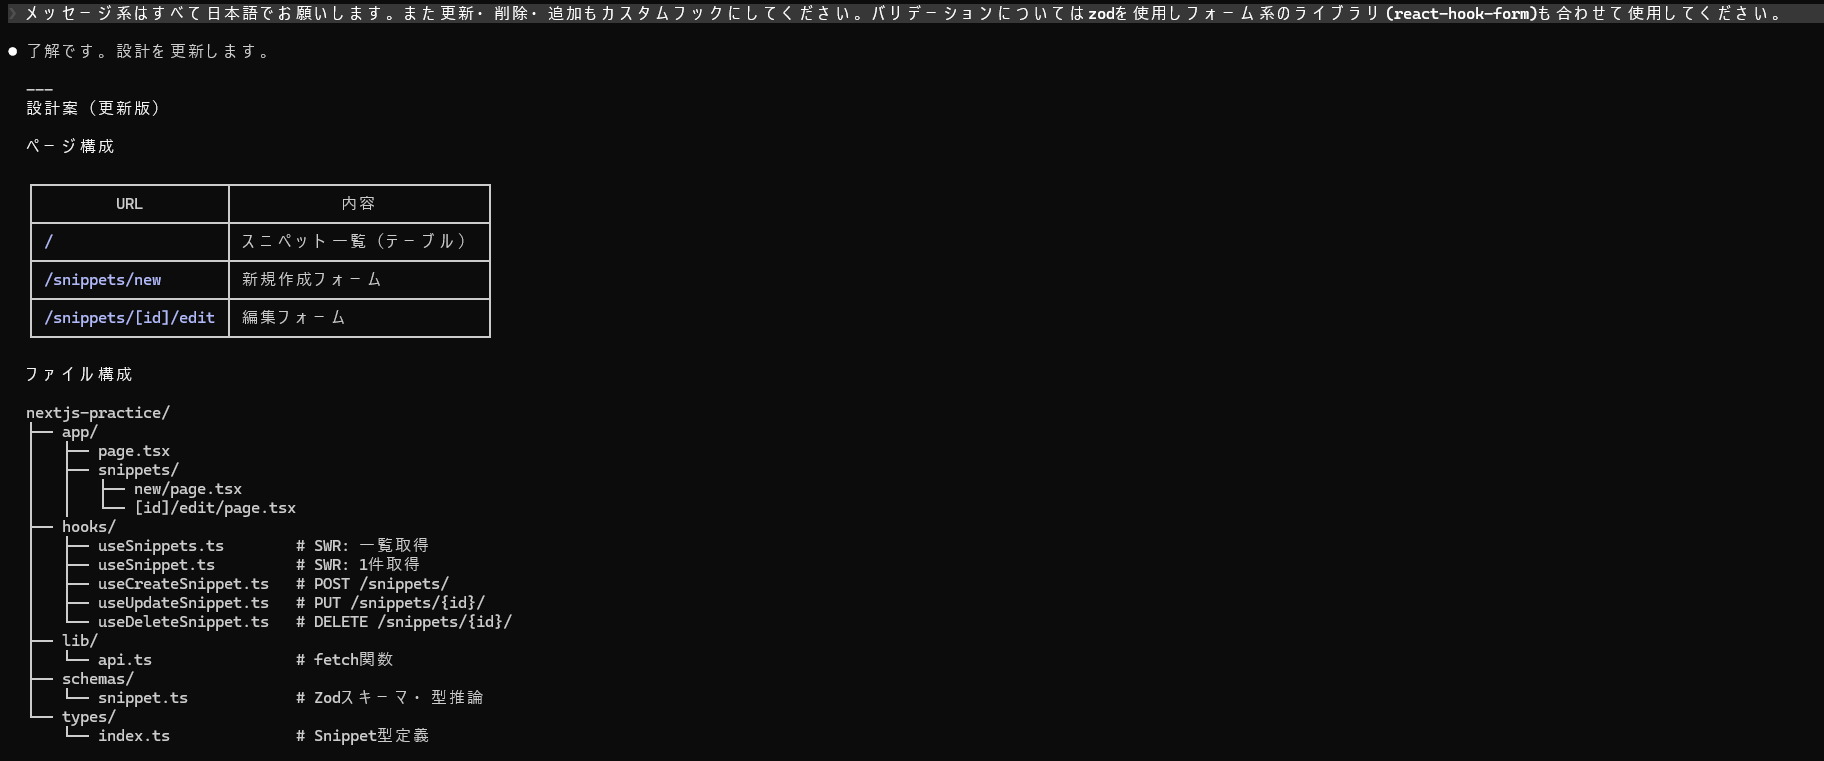 > メッセージ系はすべて日本語でお願いします。また更新・削除・追加もカスタムフックにしてください。バリデーションについてはzodを使用しフォーム系のライブラリ(react-hook-form)も合わせて使用してください。
● 了解です。設計を更新します。
---
設計案（更新版）
ページ構成
URL 内容
/ スニペット一覧（テーブル）
/snippets/new 新規作成フォーム
/snippets/[id]/edit 編集フォーム
ファイル構成
nextjs-practice/
├── app/
│   ├── page.tsx
│   ├── snippets/
│   │   ├── new/page.tsx
│   │   └── [id]/edit/page.tsx
├── hooks/
│   ├── useSnippets.ts        # SWR: 一覧取得
│   ├── useSnippet.ts         # SWR: 1件取得
│   ├── useCreateSnippet.ts   # POST /snippets/
│   ├── useUpdateSnippet.ts   # PUT /snippets/{id}/
│   └── useDeleteSnippet.ts   # DELETE /snippets/{id}/
├── lib/
│   └── api.ts                # fetch関数
├── schemas/
│   └── snippet.ts            # Zodスキーマ・型推論
└── types/
    └── index.ts              # Snippet型定義